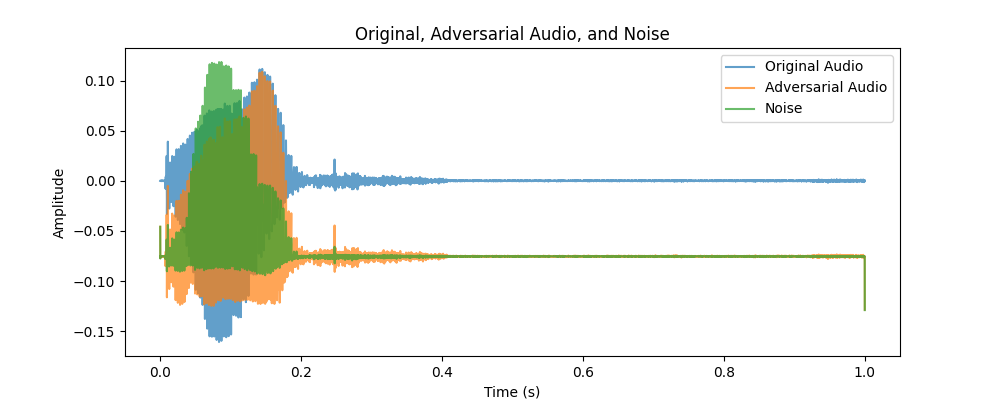 Original, Adversarial Audio, and Noise
Original Audio
Adversarial Audio
Noise
Amplitude
0.10
0.05
0.00
−0.05
−0.10
−0.15
0.0 0.2 0.4 0.6 0.8 1.0
Time (s)